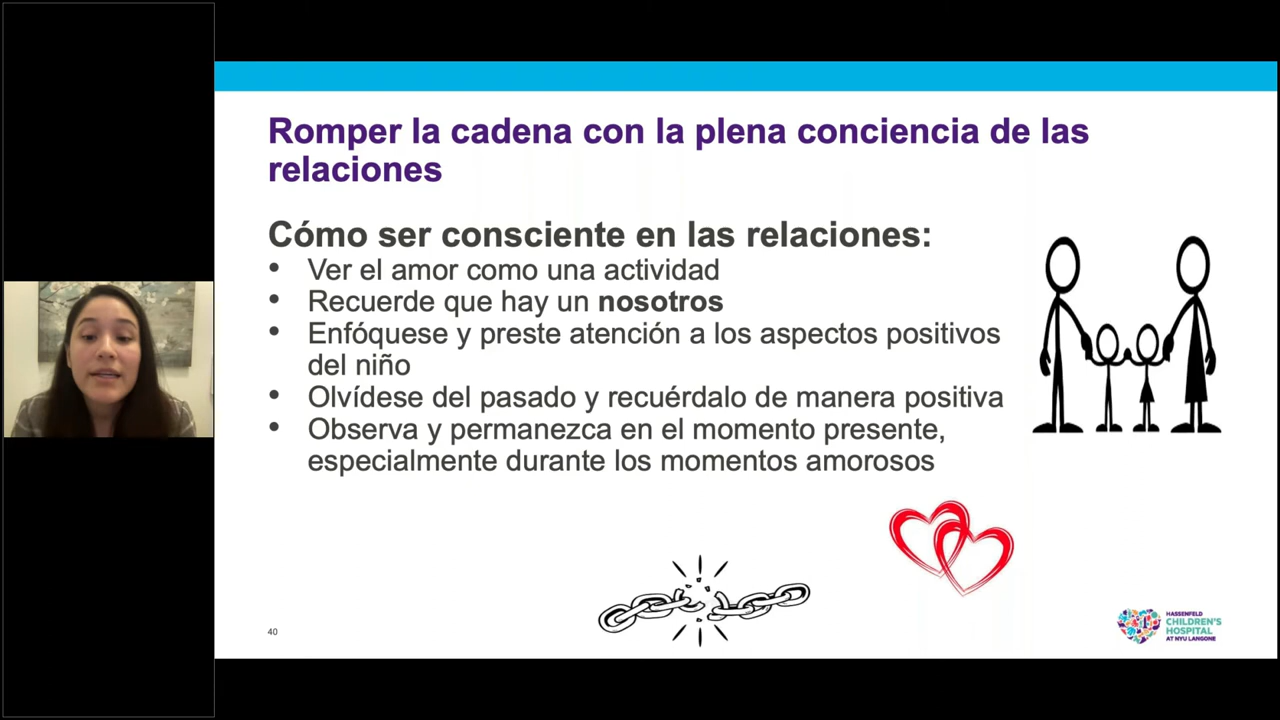 Romper la cadena con la plena conciencia de las
relaciones
Cómo ser consciente en las relaciones:
• Ver el amor como una actividad
• Recuerde que hay un nosotros
• Enfóquese y preste atención a los aspectos positivos
del niño
• Olvídese del pasado y recuérdalo de manera positiva
• Observa y permanezca en el momento presente,
especialmente durante los momentos amorosos
40
HASSENFELD
CHILDREN'S
HOSPITAL
AT NYU LANGONE